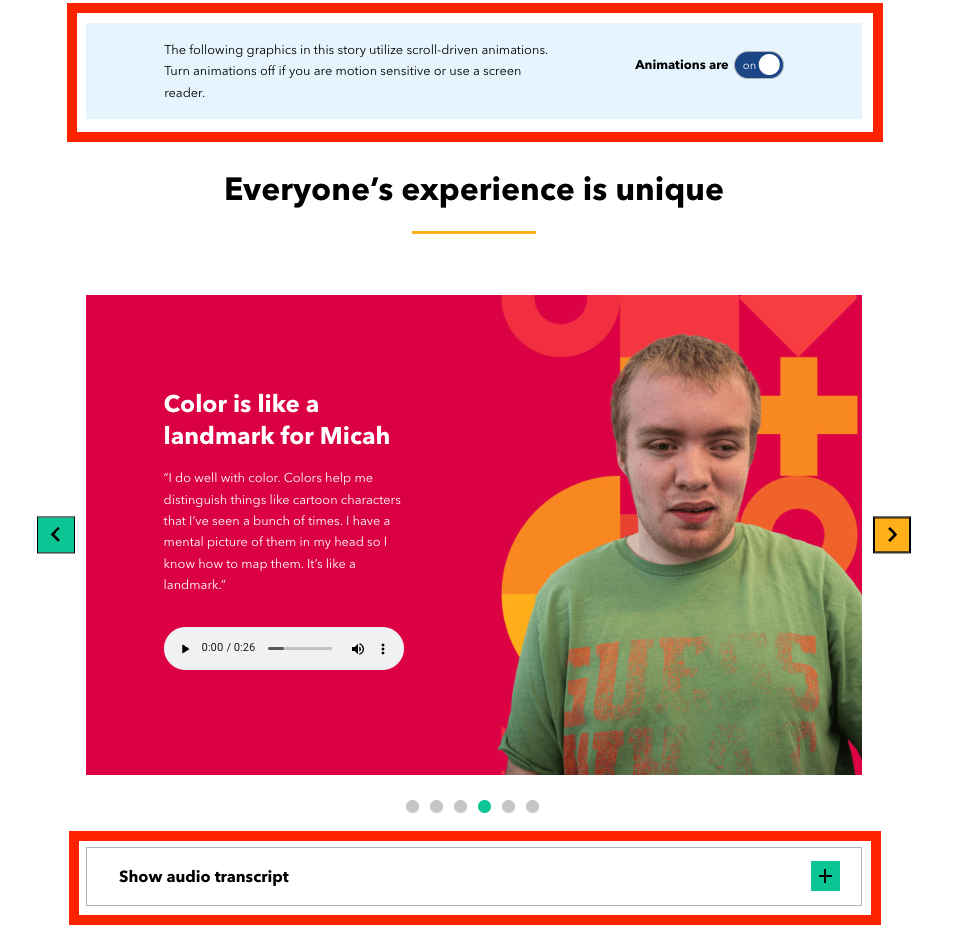 The following graphics in this story utilize scroll-driven animations.
Turn animations off if you are motion sensitive or use a screen
reader.
Animations are on
Everyone’s experience is unique
Color is like a
landmark for Micah
“I do well with color. Colors help me
distinguish things like cartoon characters
that I’ve seen a bunch of times. I have a
mental picture of them in my head so I
know how to map them. It’s like a
landmark.”
0:00 / 0:26
Show audio transcript